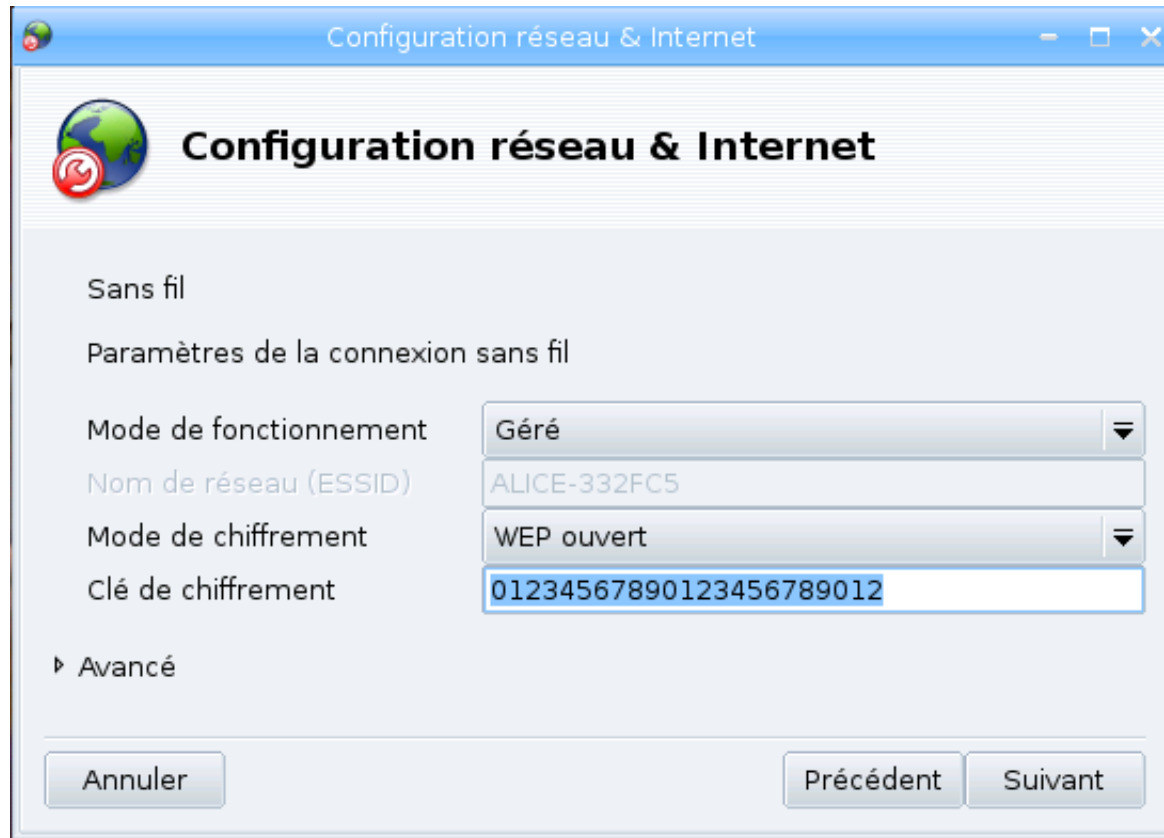 Configuration réseau & Internet
Configuration réseau & Internet
Sans fil
Paramètres de la connexion sans fil
Mode de fonctionnement Géré
Nom de réseau (ESSID) ALICE-332FC5
Mode de chiffrement WEP ouvert
Clé de chiffrement 01234567890123456789012
Avancé
Annuler Précédent Suivant